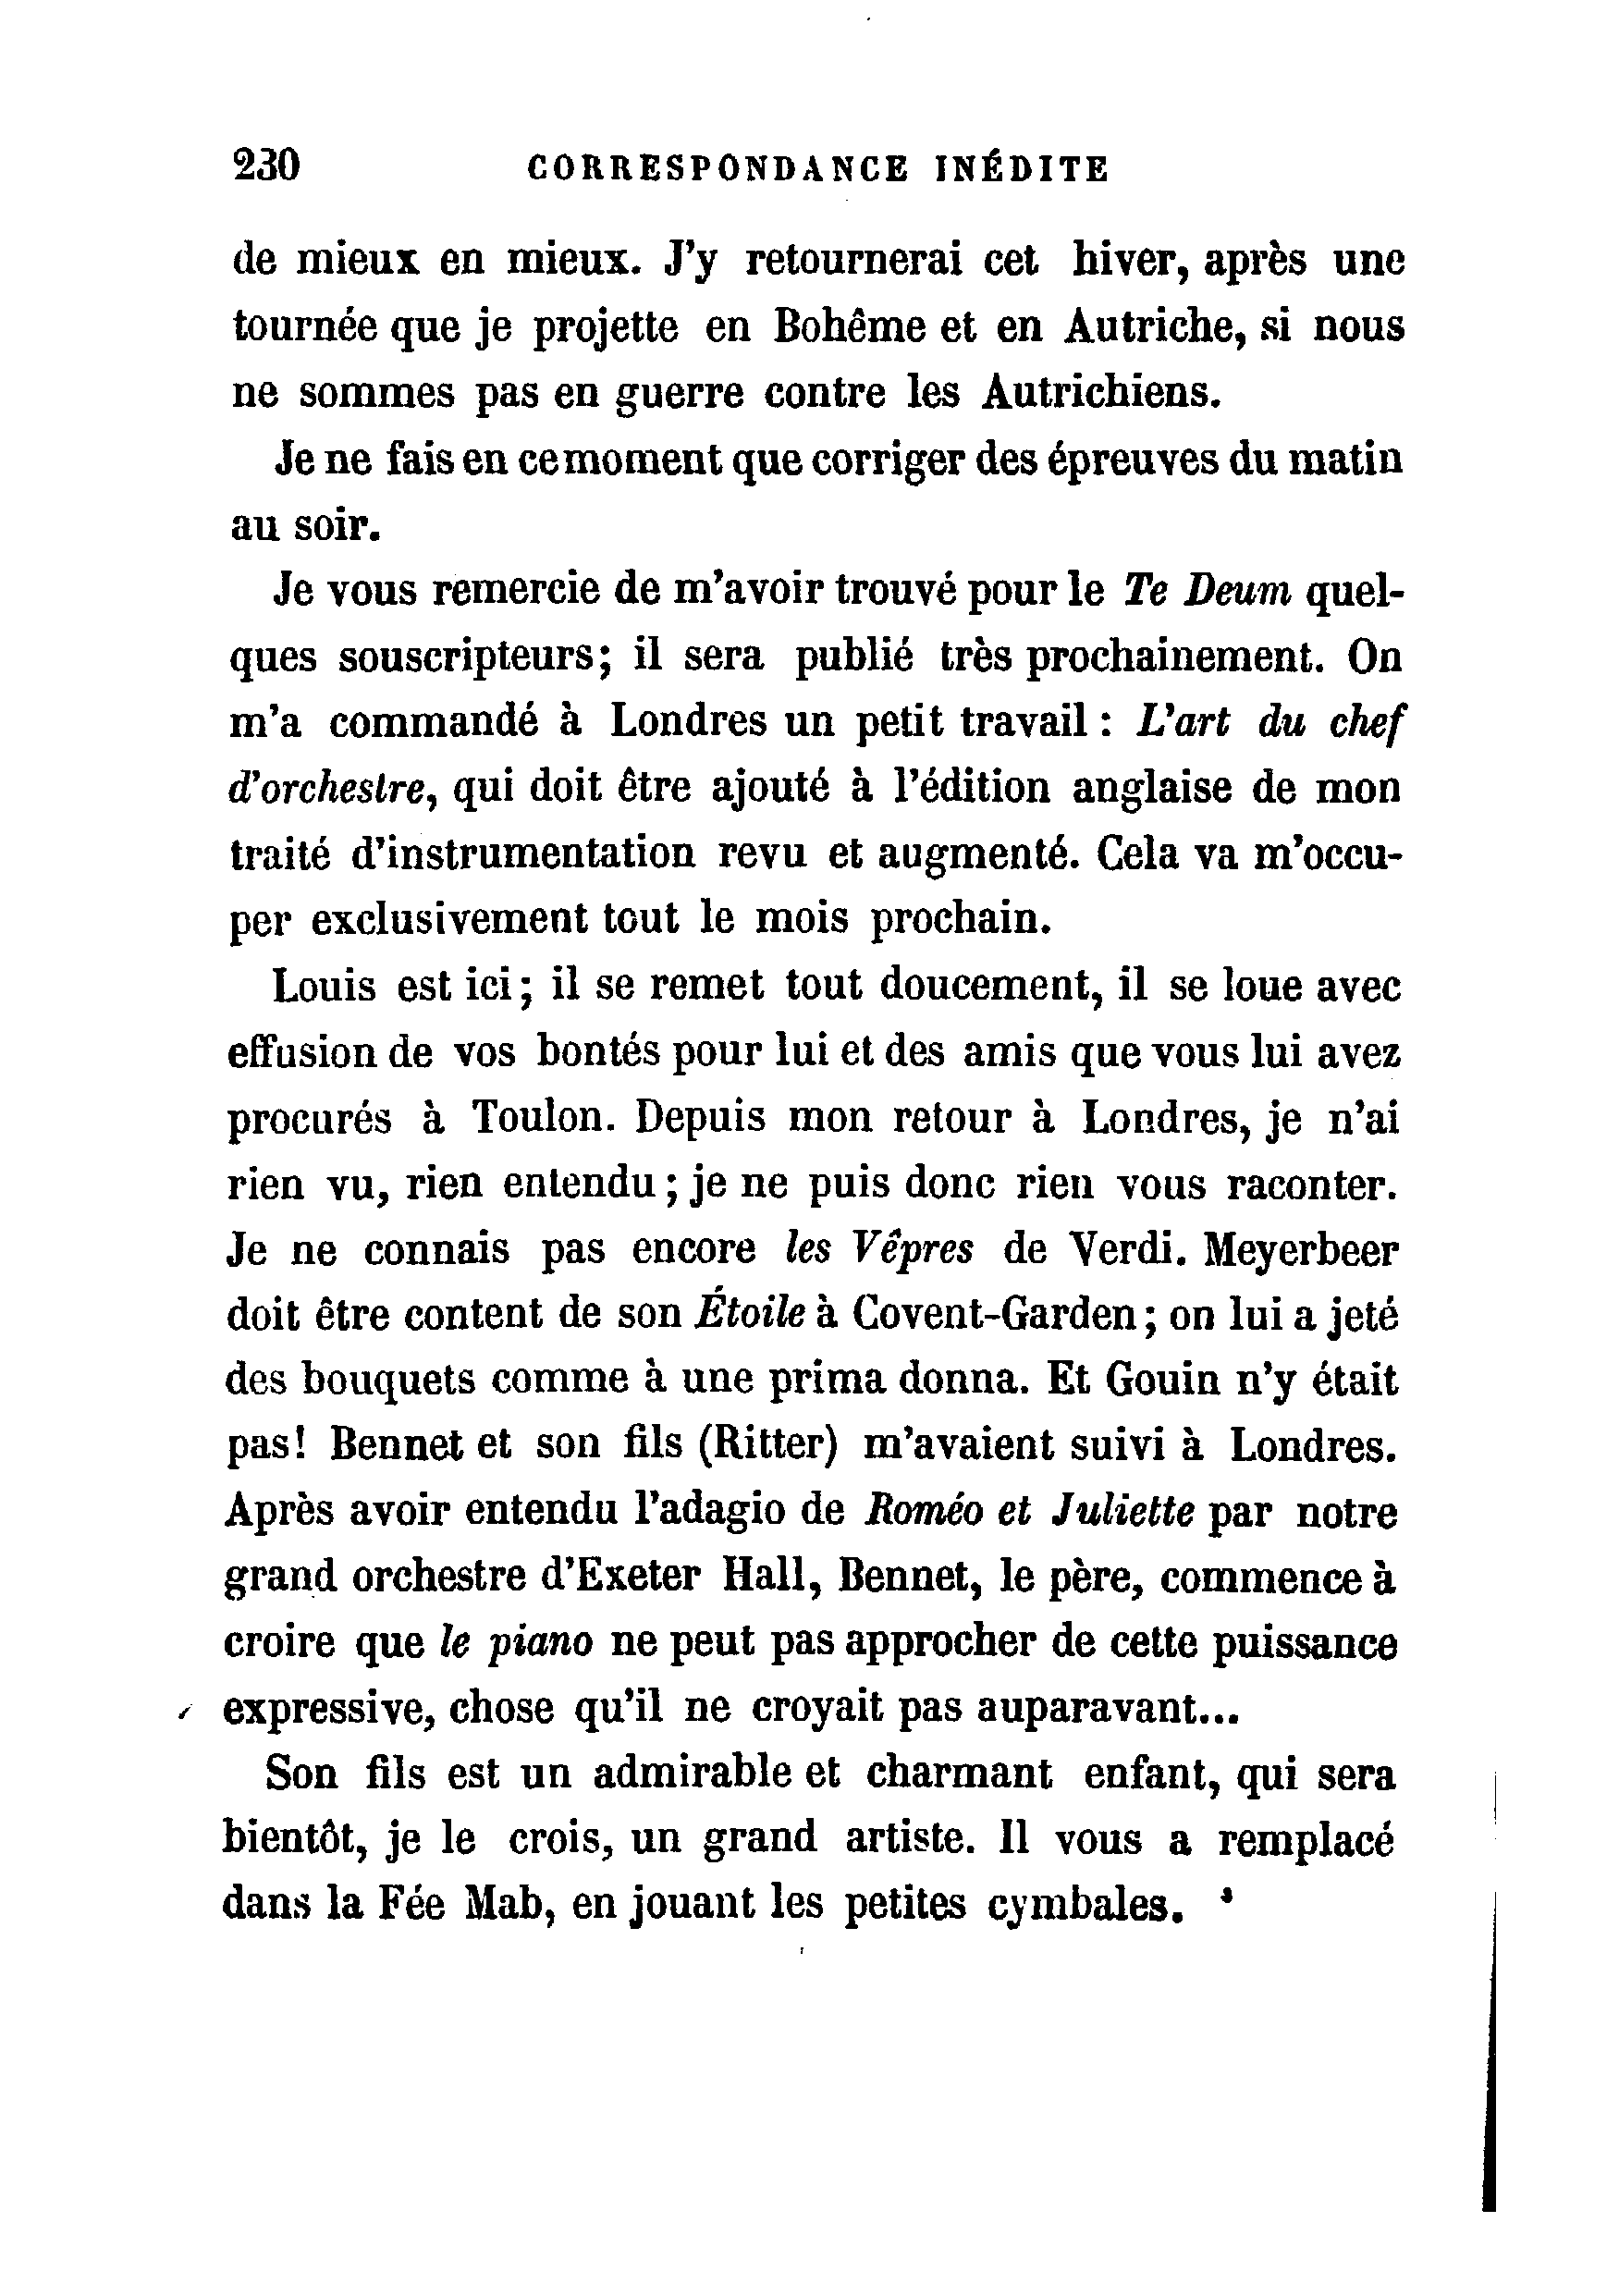 230 CORRESPONDANCE INÉDITE
de mieux en mieux. J'y retournerai cet hiver, après une
tournée que je projette en Bohême et en Autriche, si nous
ne sommes pas en guerre contre les Autrichiens.
Je ne fais en ce moment que corriger des épreuves du matin
au soir.
Je vous remercie de m'avoir trouvé pour le Te Deum quel-
ques souscripteurs; il sera publié très prochainement. On
m'a commandé à Londres un petit travail : L'art du chef
d'orchestre, qui doit être ajouté à l'édition anglaise de mon
traité d'instrumentation revu et augmenté. Cela va m'occu-
per exclusivement tout le mois prochain.
Louis est ici; il se remet tout doucement, il se loue avec
effusion de vos bontés pour lui et des amis que vous lui avez
procurés à Toulon. Depuis mon retour à Londres, je n'ai
rien vu, rien entendu; je ne puis donc rien vous raconter.
Je ne connais pas encore les Vêpres de Verdi. Meyerbeer
doit être content de son Étoile à Covent-Garden; on lui a jeté
des bouquets comme à une prima donna. Et Gouin n'y était
pas! Bennet et son fils (Ritter) m'avaient suivi à Londres.
Après avoir entendu l'adagio de Roméo et Juliette par notre
grand orchestre d'Exeter Hall, Bennet, le père, commence à
croire que le piano ne peut pas approcher de cette puissance
expressive, chose qu'il ne croyait pas auparavant...
Son fils est un admirable et charmant enfant, qui sera
bientôt, je le crois, un grand artiste. Il vous a remplacé
dans la Fée Mab, en jouant les petites cymbales.